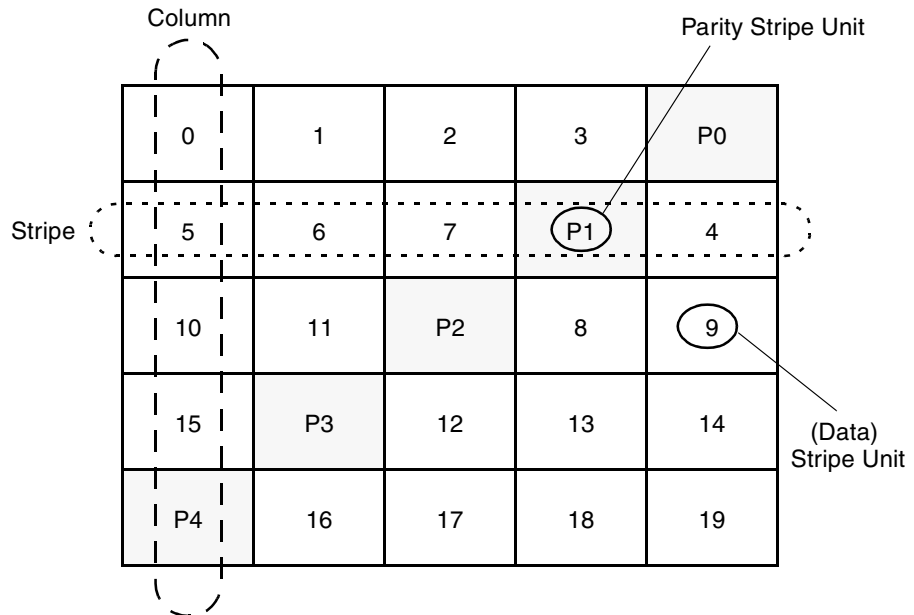 Column
Parity Stripe Unit
0 1 2 3 P0
Stripe 5 6 7 P1 4
10 11 P2 8 9
15 P3 12 13 14
(Data)
Stripe Unit
P4 16 17 18 19